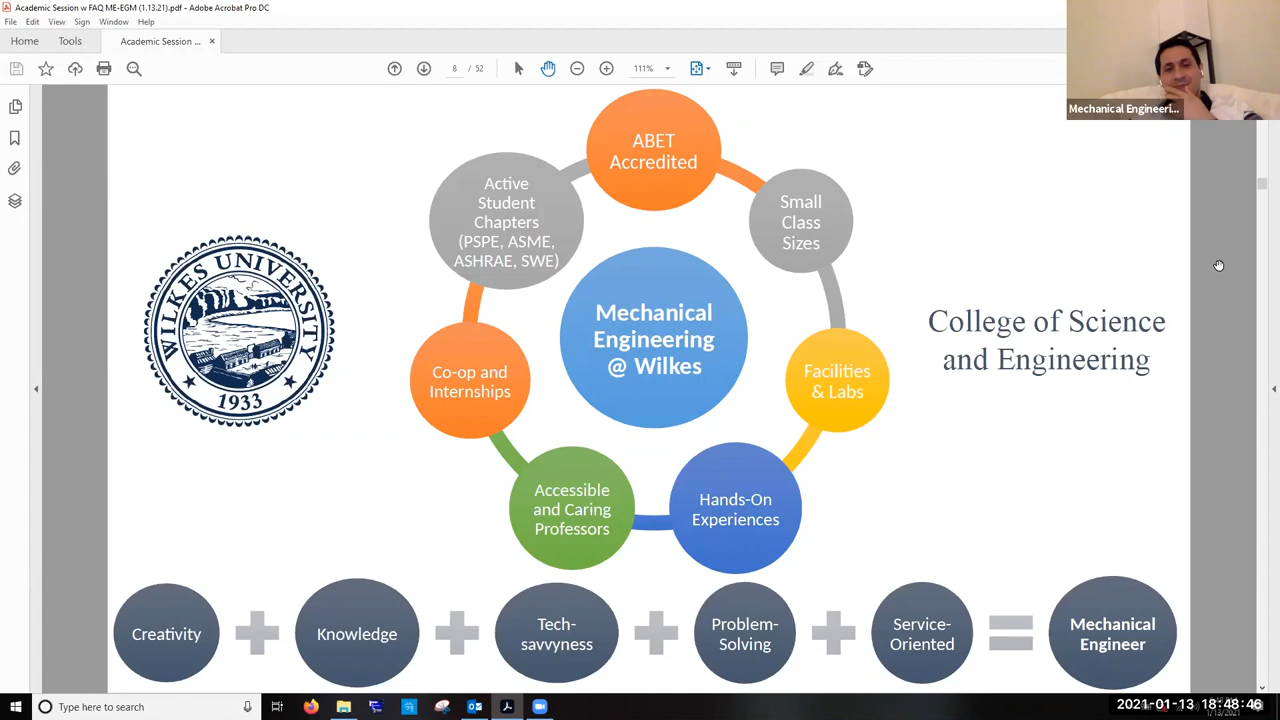 Academic Session w FAQ ME-EGM (1.13.21).pdf - Adobe Acrobat Pro DC
File Edit View Sign Window Help
Home Tools Academic Session ... ×
8 / 52 111%
Mechanical Engineeri...
ABET
Accredited
Small
Class
Sizes
Facilities
& Labs
Hands-On
Experiences
Accessible
and Caring
Professors
Co-op and
Internships
Active
Student
Chapters
(PSPE, ASME,
ASHRAE, SWE)
Mechanical
Engineering
@ Wilkes
WILKES UNIVERSITY
1933
College of Science
and Engineering
Creativity + Knowledge + Tech-
savvyness + Problem-
Solving + Service-
Oriented = Mechanical
Engineer
Type here to search
2021-01-13 18:48:46